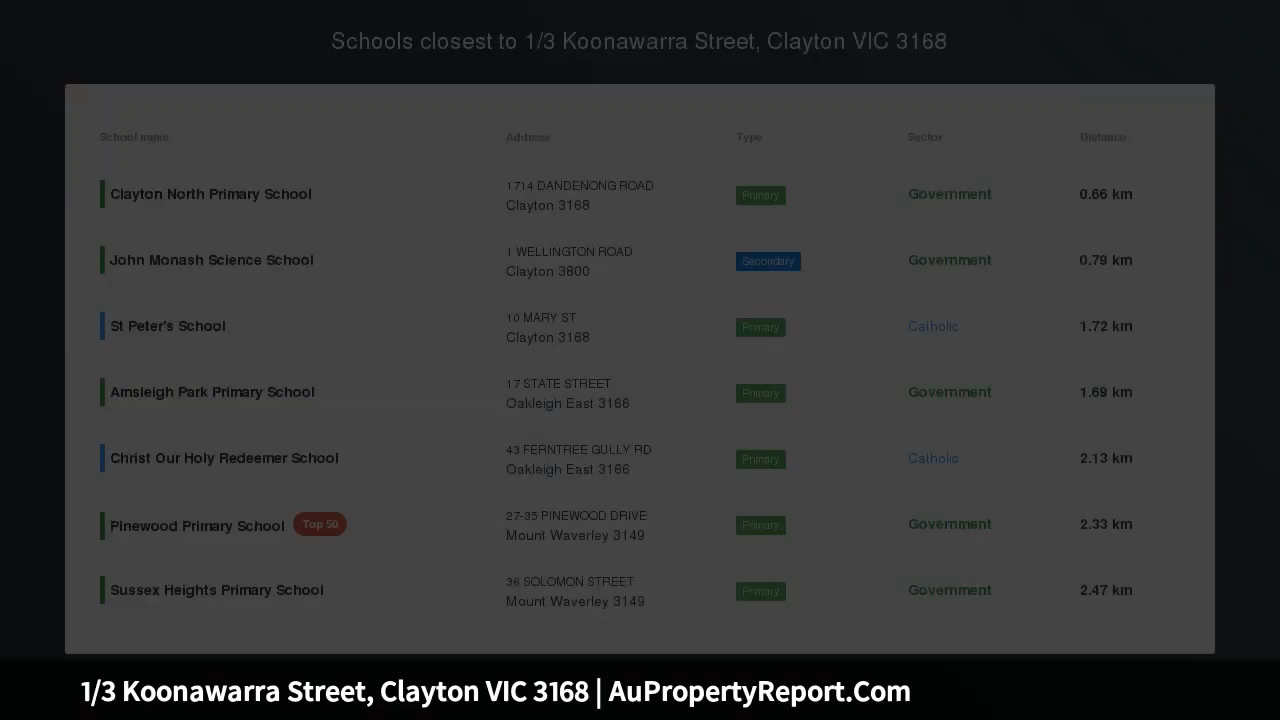 Schools closest to 1/3 Koonawarra Street, Clayton VIC 3168
School name Address Type Sector Distance
Clayton North Primary School 1714 DANDENONG ROAD Clayton 3168 Primary Government 0.66 km
John Monash Science School 1 WELLINGTON ROAD Clayton 3800 Secondary Government 0.79 km
St Peter's School 10 MARY ST Clayton 3168 Primary Catholic 1.72 km
Amsleigh Park Primary School 17 STATE STREET Oakleigh East 3166 Primary Government 1.69 km
Christ Our Holy Redeemer School 43 FERNTREE GULLY RD Oakleigh East 3166 Primary Catholic 2.13 km
Pinewood Primary School Top 50 27-35 PINEWOOD DRIVE Mount Waverley 3149 Primary Government 2.33 km
Sussex Heights Primary School 36 SOLOMON STREET Mount Waverley 3149 Primary Government 2.47 km
1/3 Koonawarra Street, Clayton VIC 3168 | AuPropertyReport.Com